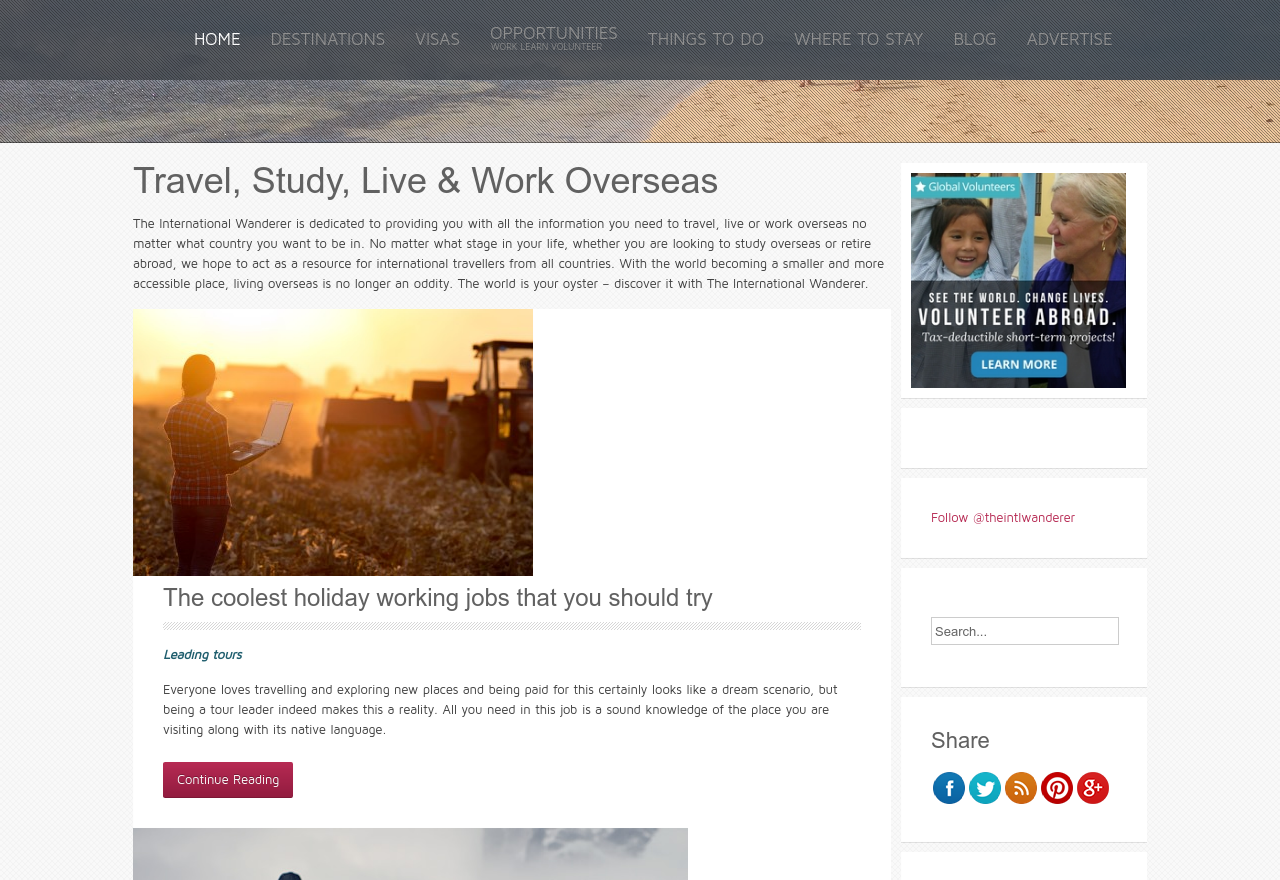 HOME
DESTINATIONS
VISAS
OPPORTUNITIES
WORK LEARN VOLUNTEER
THINGS TO DO
WHERE TO STAY
BLOG
ADVERTISE
Travel, Study, Live & Work Overseas
The International Wanderer is dedicated to providing you with all the information you need to travel, live or work overseas no
matter what country you want to be in. No matter what stage in your life, whether you are looking to study overseas or retire
abroad, we hope to act as a resource for international travellers from all countries. With the world becoming a smaller and more
accessible place, living overseas is no longer an oddity. The world is your oyster – discover it with The International Wanderer.
The coolest holiday working jobs that you should try
Leading tours
Everyone loves travelling and exploring new places and being paid for this certainly looks like a dream scenario, but
being a tour leader indeed makes this a reality. All you need in this job is a sound knowledge of the place you are
visiting along with its native language.
Continue Reading
Global Volunteers
SEE THE WORLD. CHANGE LIVES.
VOLUNTEER ABROAD.
Tax-deductible short-term projects!
LEARN MORE
Follow @theintlwanderer
Search...
Share